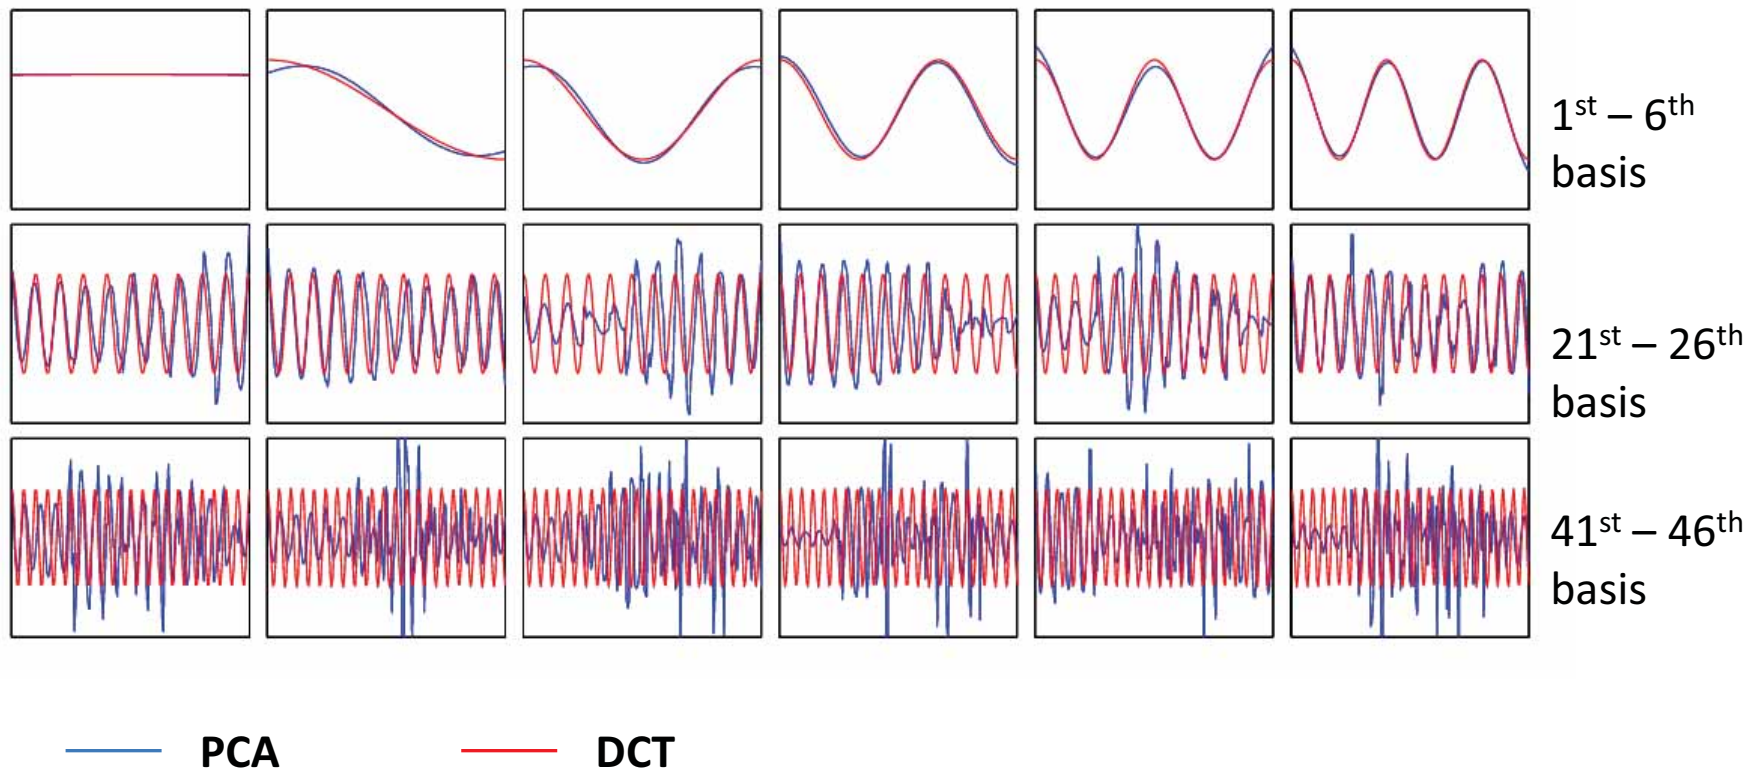 1st – 6th
basis
21st – 26th
basis
41st – 46th
basis
PCA
DCT